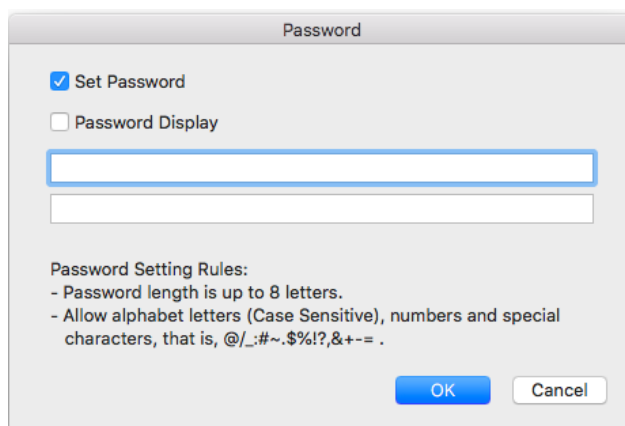 Password
Set Password
Password Display
Password Setting Rules:
- Password length is up to 8 letters.
- Allow alphabet letters (Case Sensitive), numbers and special
characters, that is, @/_:#~.$%!?,&+-= .
OK
Cancel